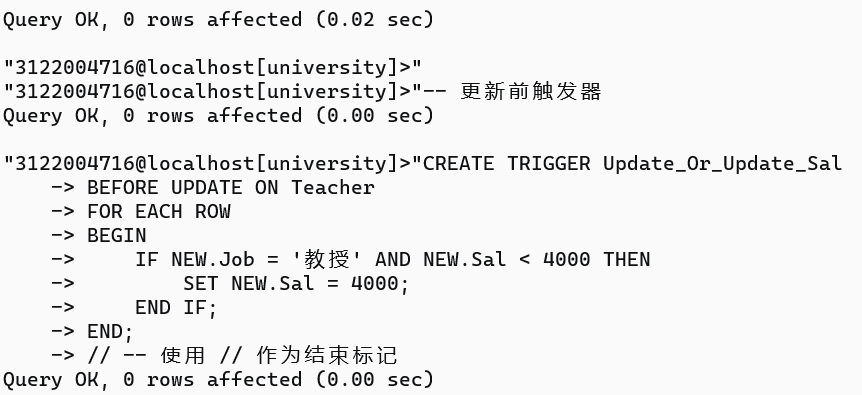 Query OK, 0 rows affected (0.02 sec)
"3122004716@localhost[university]>"
"3122004716@localhost[university]>"-- 更新前触发器
Query OK, 0 rows affected (0.00 sec)
"3122004716@localhost[university]>"CREATE TRIGGER Update_Or_Update_Sal
    -> BEFORE UPDATE ON Teacher
    -> FOR EACH ROW
    -> BEGIN
    ->     IF NEW.Job = '教授' AND NEW.Sal < 4000 THEN
    ->         SET NEW.Sal = 4000;
    ->     END IF;
    -> END;
    -> // -- 使用 // 作为结束标记
Query OK, 0 rows affected (0.00 sec)